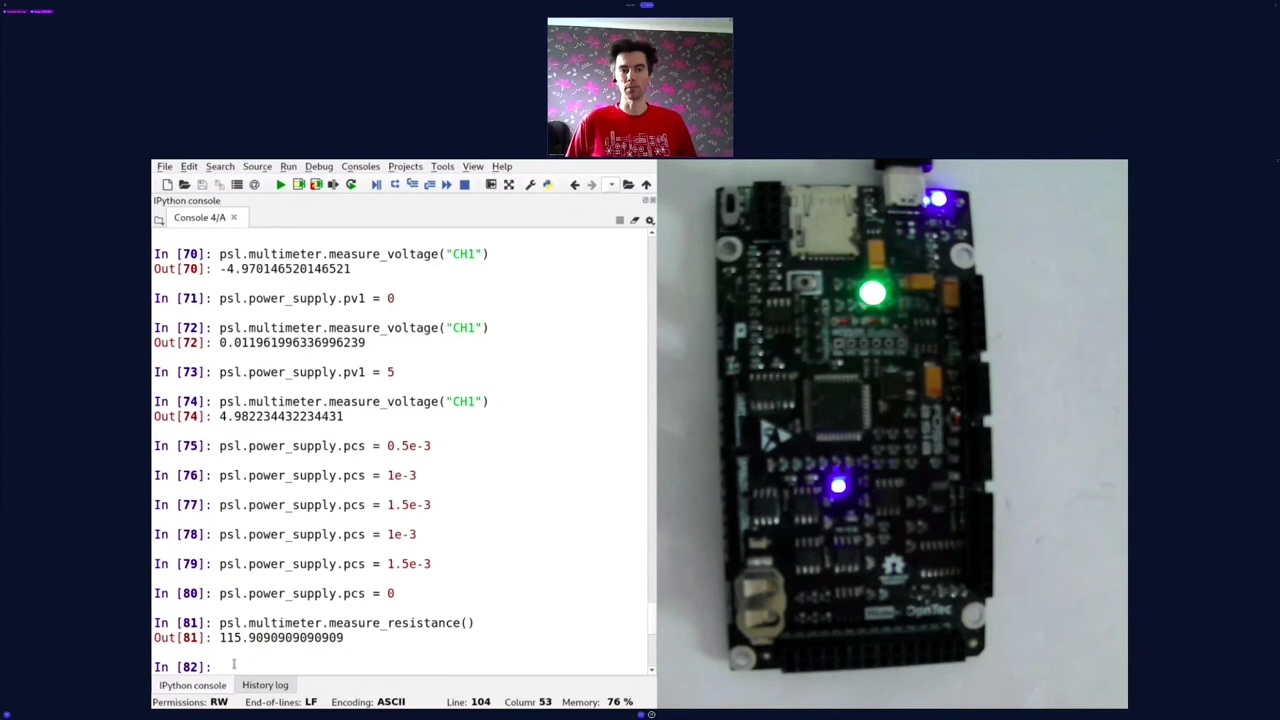 File Edit Search Source Run Debug Consoles Projects Tools View Help
IPython console
Console 4/A
In [70]: psl.multimeter.measure_voltage("CH1")
Out[70]: -4.970146520146521
In [71]: psl.power_supply.pv1 = 0
In [72]: psl.multimeter.measure_voltage("CH1")
Out[72]: 0.011961996336996239
In [73]: psl.power_supply.pv1 = 5
In [74]: psl.multimeter.measure_voltage("CH1")
Out[74]: 4.982234432234431
In [75]: psl.power_supply.pcs = 0.5e-3
In [76]: psl.power_supply.pcs = 1e-3
In [77]: psl.power_supply.pcs = 1.5e-3
In [78]: psl.power_supply.pcs = 1e-3
In [79]: psl.power_supply.pcs = 1.5e-3
In [80]: psl.power_supply.pcs = 0
In [81]: psl.multimeter.measure_resistance()
Out[81]: 115.9090909090909
In [82]:
IPython console History log
Permissions: RW End-of-lines: LF Encoding: ASCII Line: 104 Column: 53 Memory: 76 %
OpnTec